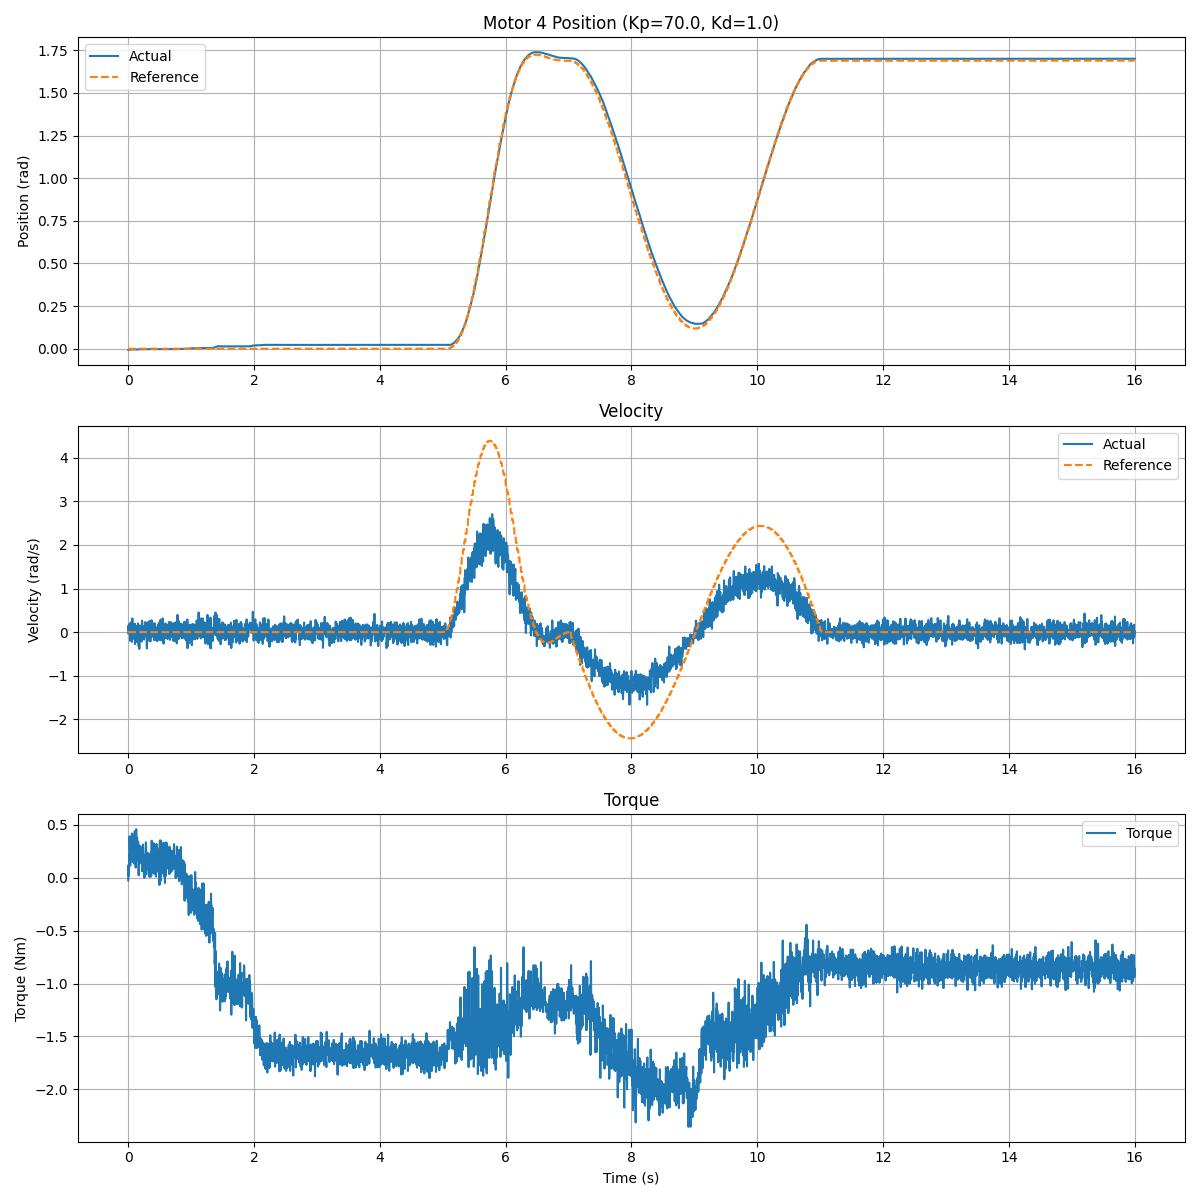 Motor 4 Position (Kp=70.0, Kd=1.0)
Actual
Reference
Position (rad)
1.75
1.50
1.25
1.00
0.75
0.50
0.25
0.00
0 2 4 6 8 10 12 14 16
Velocity
Actual
Reference
Velocity (rad/s)
4
3
2
1
0
−1
−2
0 2 4 6 8 10 12 14 16
Torque
Torque
Torque (Nm)
0.5
0.0
−0.5
−1.0
−1.5
−2.0
0 2 4 6 8 10 12 14 16
Time (s)